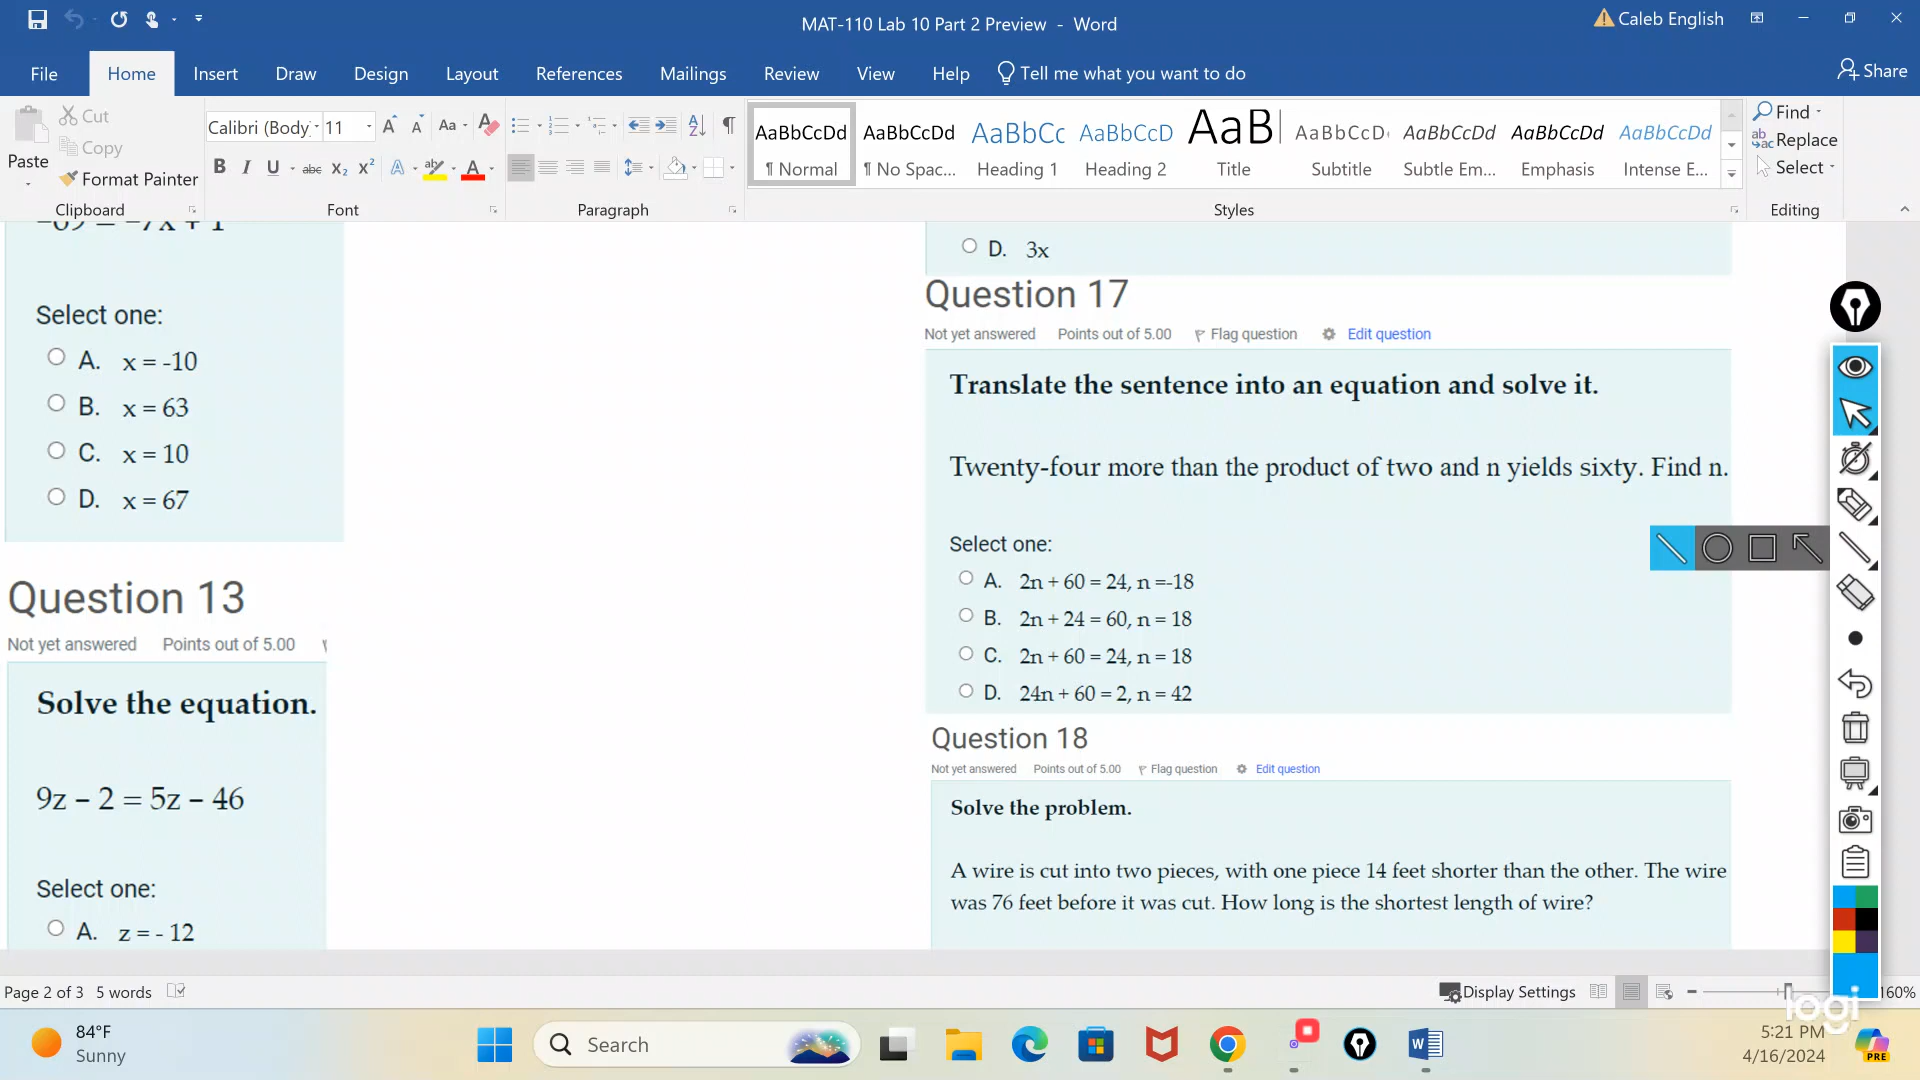 MAT-110 Lab 10 Part 2 Preview - Word
Caleb English
File Home Insert Draw Design Layout References Mailings Review View Help Tell me what you want to do
Share
Paste
Cut
Copy
Format Painter
Clipboard
Calibri (Body) 11
Font
Paragraph
AaBbCcDd AaBbCcDd AaBbCc AaBbCcD AaB AaBbCcD AaBbCcDd AaBbCcDd AaBbCcDd
¶ Normal ¶ No Spac... Heading 1 Heading 2 Title Subtitle Subtle Em... Emphasis Intense E...
Styles
Find
Replace
Select
Editing
-69 = -7x + 1
Select one:
A. x = -10
B. x = 63
C. x = 10
D. x = 67
Question 13
Not yet answered Points out of 5.00
Solve the equation.
9z – 2 = 5z – 46
Select one:
A. z = - 12
D. 3x
Question 17
Not yet answered Points out of 5.00 Flag question Edit question
Translate the sentence into an equation and solve it.
Twenty-four more than the product of two and n yields sixty. Find n.
Select one:
A. 2n + 60 = 24, n =-18
B. 2n + 24 = 60, n = 18
C. 2n + 60 = 24, n = 18
D. 24n + 60 = 2, n = 42
Question 18
Not yet answered Points out of 5.00 Flag question Edit question
Solve the problem.
A wire is cut into two pieces, with one piece 14 feet shorter than the other. The wire
was 76 feet before it was cut. How long is the shortest length of wire?
Page 2 of 3 5 words
Display Settings
160%
logi
84°F
Sunny
Search
5:21 PM
4/16/2024
PRE